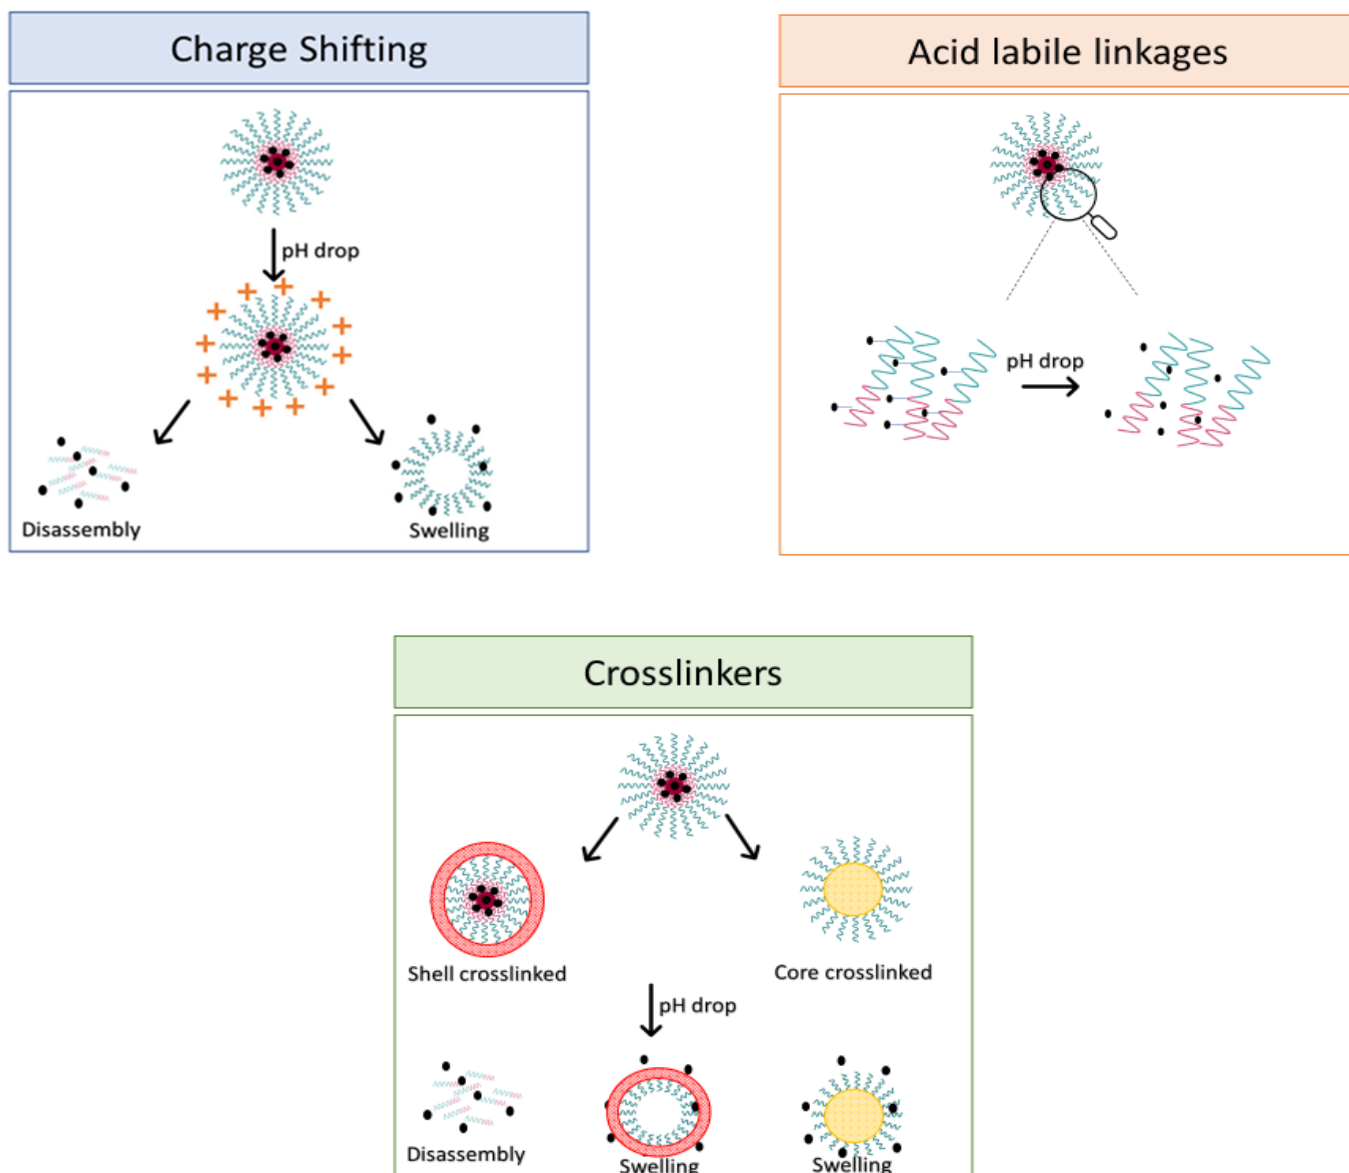 Charge Shifting
pH drop
Disassembly
Swelling
Acid labile linkages
pH drop
Crosslinkers
Shell crosslinked
Core crosslinked
pH drop
Disassembly
Swelling
Swelling